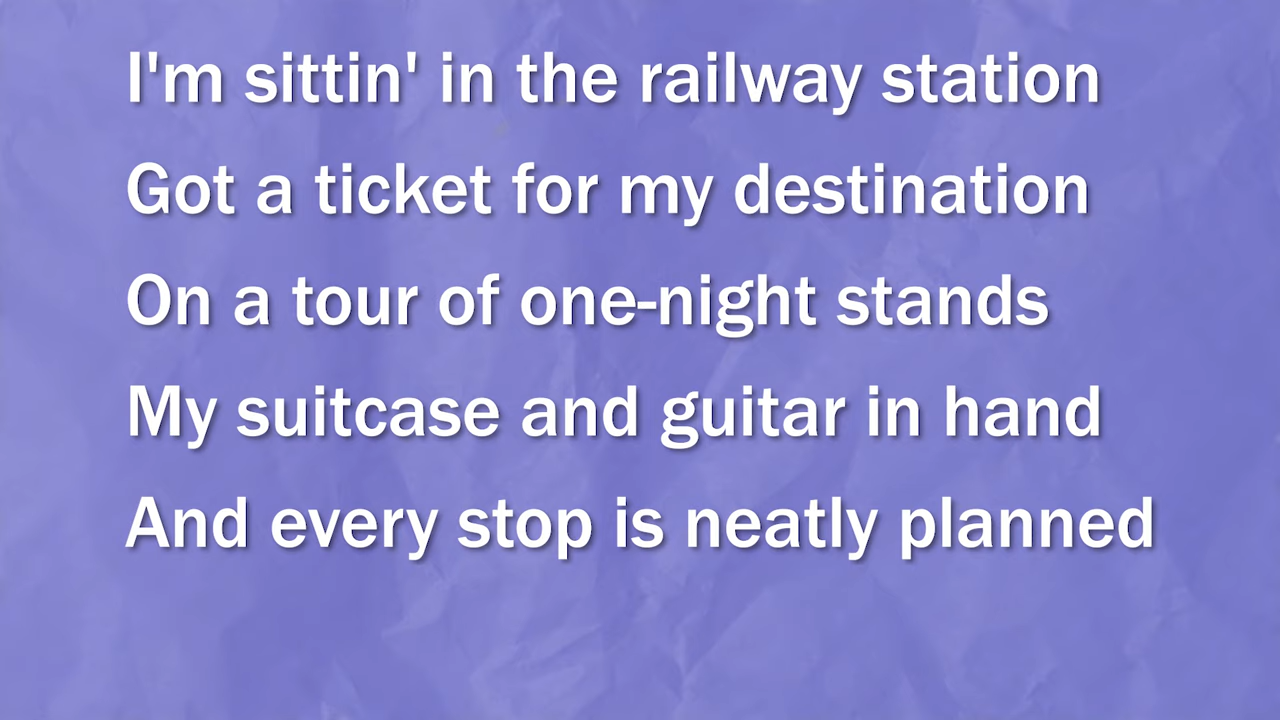 I'm sittin' in the railway station
Got a ticket for my destination
On a tour of one-night stands
My suitcase and guitar in hand
And every stop is neatly planned